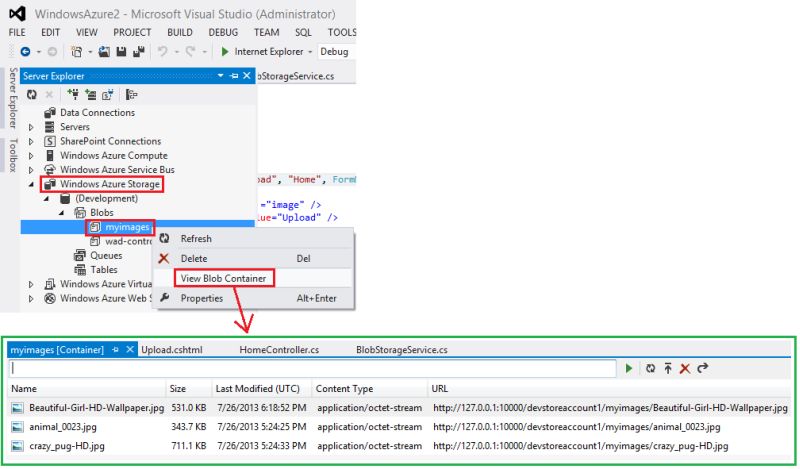 WindowsAzure2 - Microsoft Visual Studio (Administrator)
FILE EDIT VIEW PROJECT BUILD DEBUG TEAM SQL TOOLS
Internet Explorer Debug
Server Explorer
Toolbox
Server Explorer
BlobStorageService.cs
Data Connections
Servers
SharePoint Connections
Windows Azure Compute
Windows Azure Service Bus
Windows Azure Storage
oad", "Home", Form
(Development)
Blobs
="image" />
myimages
lue="Upload" />
wad-contro
Queues
Tables
Windows Azure Virtua
Windows Azure Web S
Refresh
Delete Del
View Blob Container
Properties Alt+Enter
myimages [Container] Upload.cshtml HomeController.cs BlobStorageService.cs
Name Size Last Modified (UTC) Content Type URL
Beautiful-Girl-HD-Wallpaper.jpg 531.0 KB 7/26/2013 6:18:52 PM application/octet-stream http://127.0.0.1:10000/devstoreaccount1/myimages/Beautiful-Girl-HD-Wallpaper.jpg
animal_0023.jpg 343.7 KB 7/26/2013 5:24:25 PM application/octet-stream http://127.0.0.1:10000/devstoreaccount1/myimages/animal_0023.jpg
crazy_pug-HD.jpg 711.1 KB 7/26/2013 5:24:33 PM application/octet-stream http://127.0.0.1:10000/devstoreaccount1/myimages/crazy_pug-HD.jpg